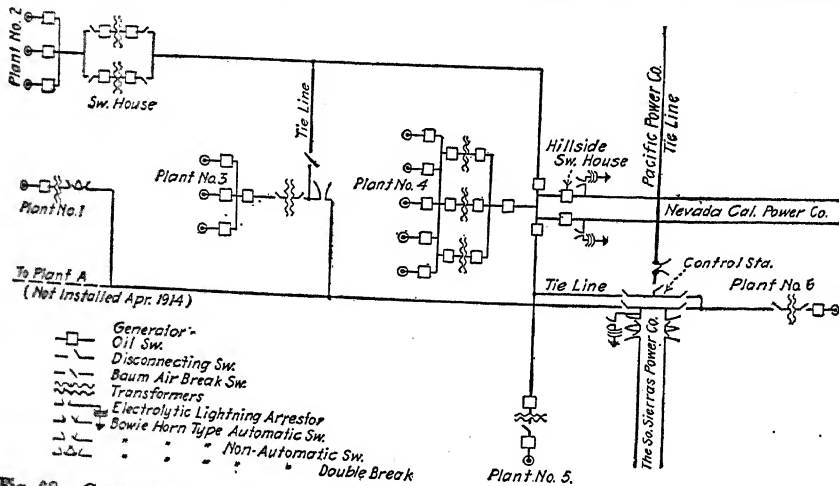 Plant No. 2
Sw. House
Tie Line
Plant No. 3
Plant No. 4
Hillside
Sw. House
Pacific Power Co.
Tie Line
Plant No. 1
Nevada Cal. Power Co.
To Plant A
(Not Installed Apr. 1914)
Tie Line
Control Sta.
Plant No. 6
The So. Sierras Power Co.
Generator
Oil Sw.
Disconnecting Sw.
Baum Air Break Sw.
Transformers
Electrolytic Lightning Arrestor
Bowie Horn Type Automatic Sw.
" " " Non-Automatic Sw.
" " " " Double Break
Plant No. 5.
Fig.